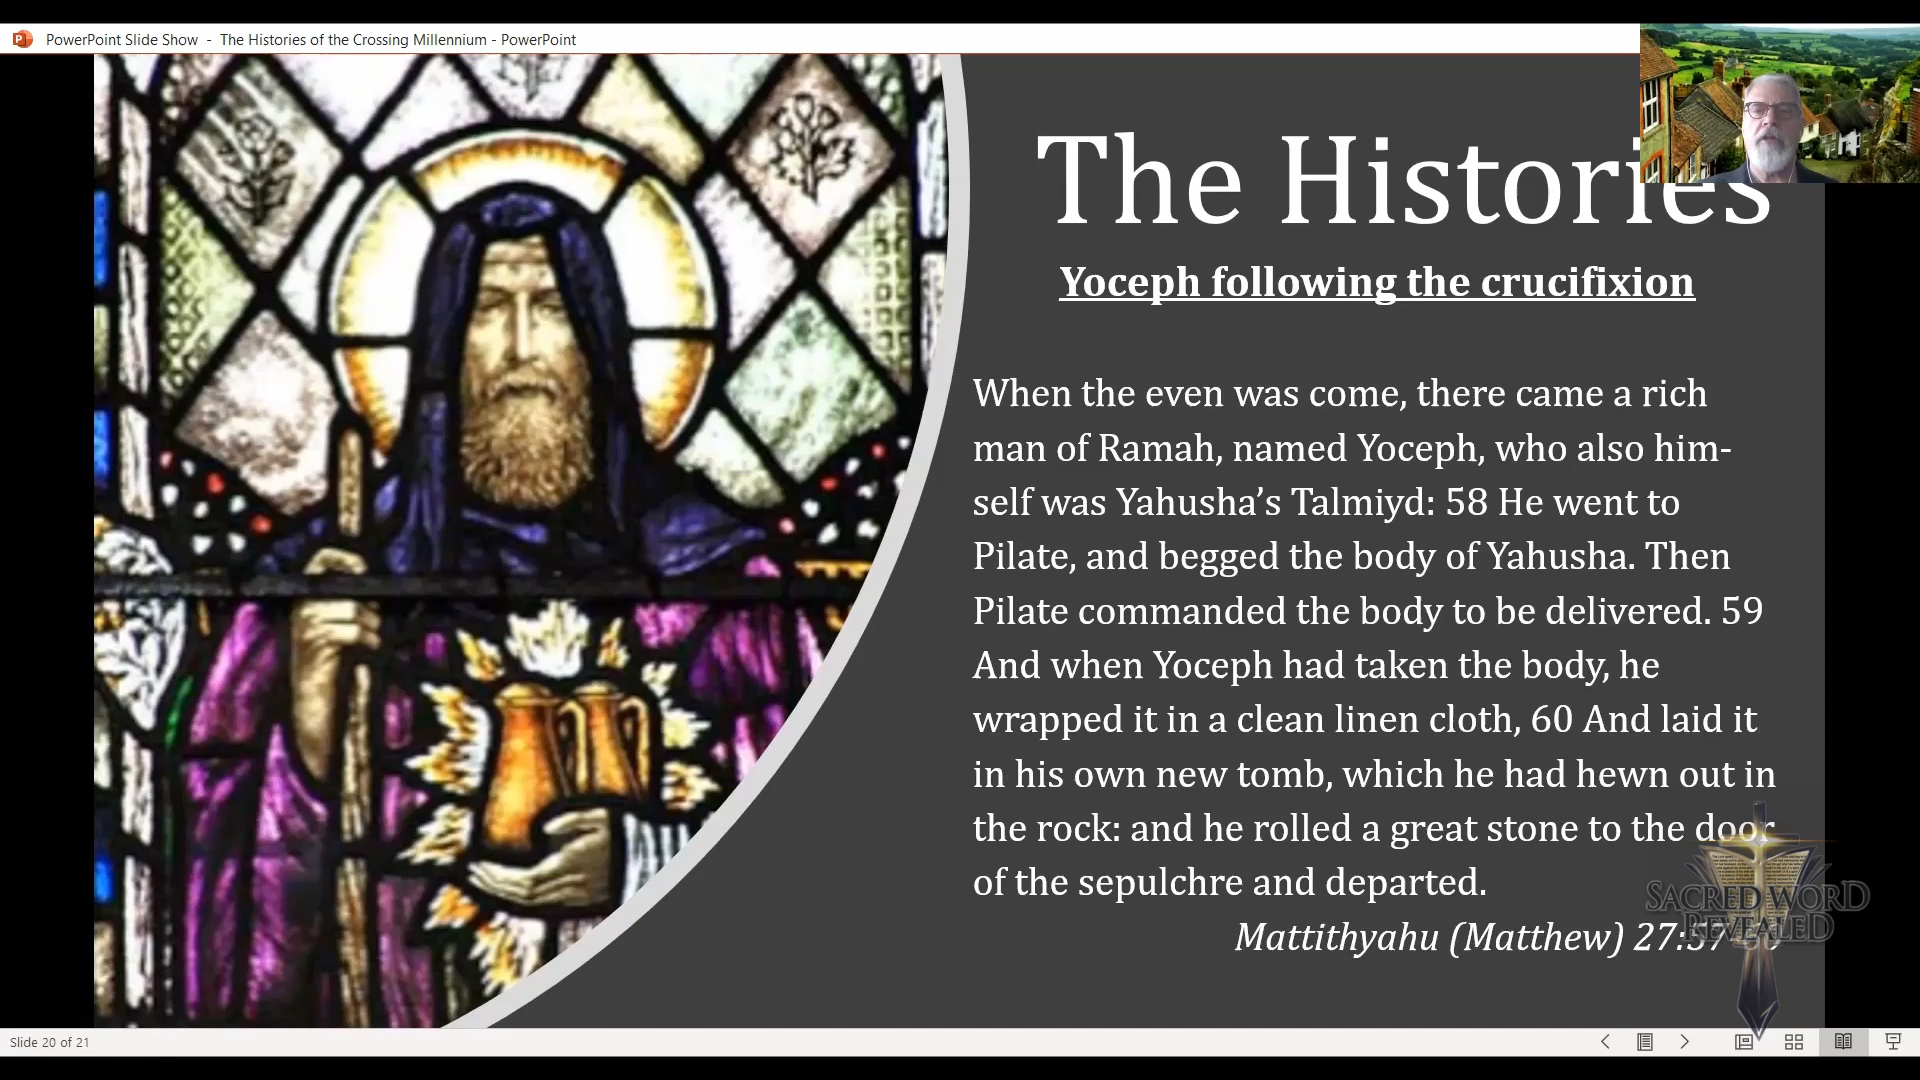 PowerPoint Slide Show  -  The Histories of the Crossing Millennium - PowerPoint
The Histories
Yoceph following the crucifixion
When the even was come, there came a rich
man of Ramah, named Yoceph, who also him-
self was Yahusha’s Talmiyd: 58 He went to
Pilate, and begged the body of Yahusha. Then
Pilate commanded the body to be delivered. 59
And when Yoceph had taken the body, he
wrapped it in a clean linen cloth, 60 And laid it
in his own new tomb, which he had hewn out in
the rock: and he rolled a great stone to the door
of the sepulchre and departed.
Mattithyahu (Matthew) 27:57
SACRED WORD
REVEALED
Slide 20 of 21